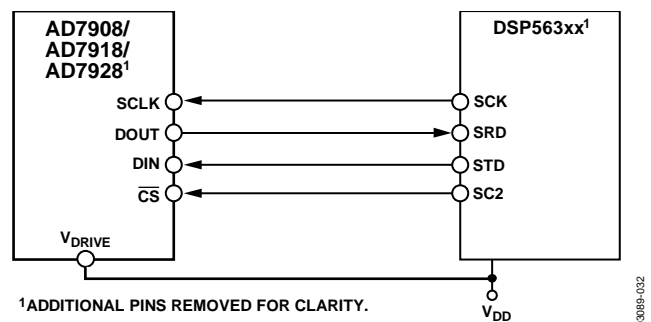 AD7908/
AD7918/
AD7928¹
SCLK
DOUT
DIN
CS
VDRIVE
DSP563xx¹
SCK
SRD
STD
SC2
VDD
¹ADDITIONAL PINS REMOVED FOR CLARITY.
03089-032